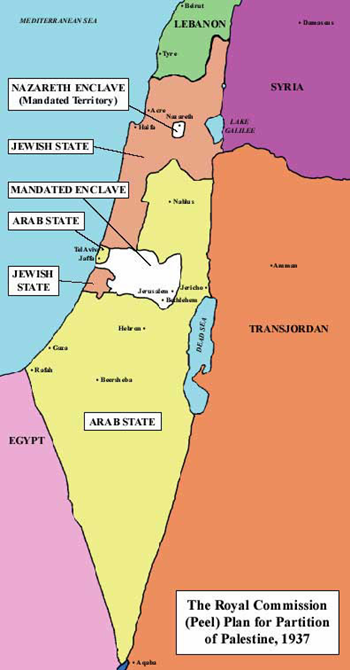 Beirut
MEDITERRANEAN SEA
LEBANON
Damascus
Tyre
NAZARETH ENCLAVE
(Mandated Territory)
SYRIA
Acre
Nazareth
Haifa
LAKE
GALILEE
JEWISH STATE
MANDATED ENCLAVE
Nablus
ARAB STATE
Tel Aviv
Jaffa
Amman
JEWISH
STATE
Jericho
Jerusalem
Bethlehem
DEAD SEA
Hebron
TRANSJORDAN
Gaza
Rafah
Beersheba
ARAB STATE
EGYPT
The Royal Commission
(Peel) Plan for Partition
of Palestine, 1937
Aqaba